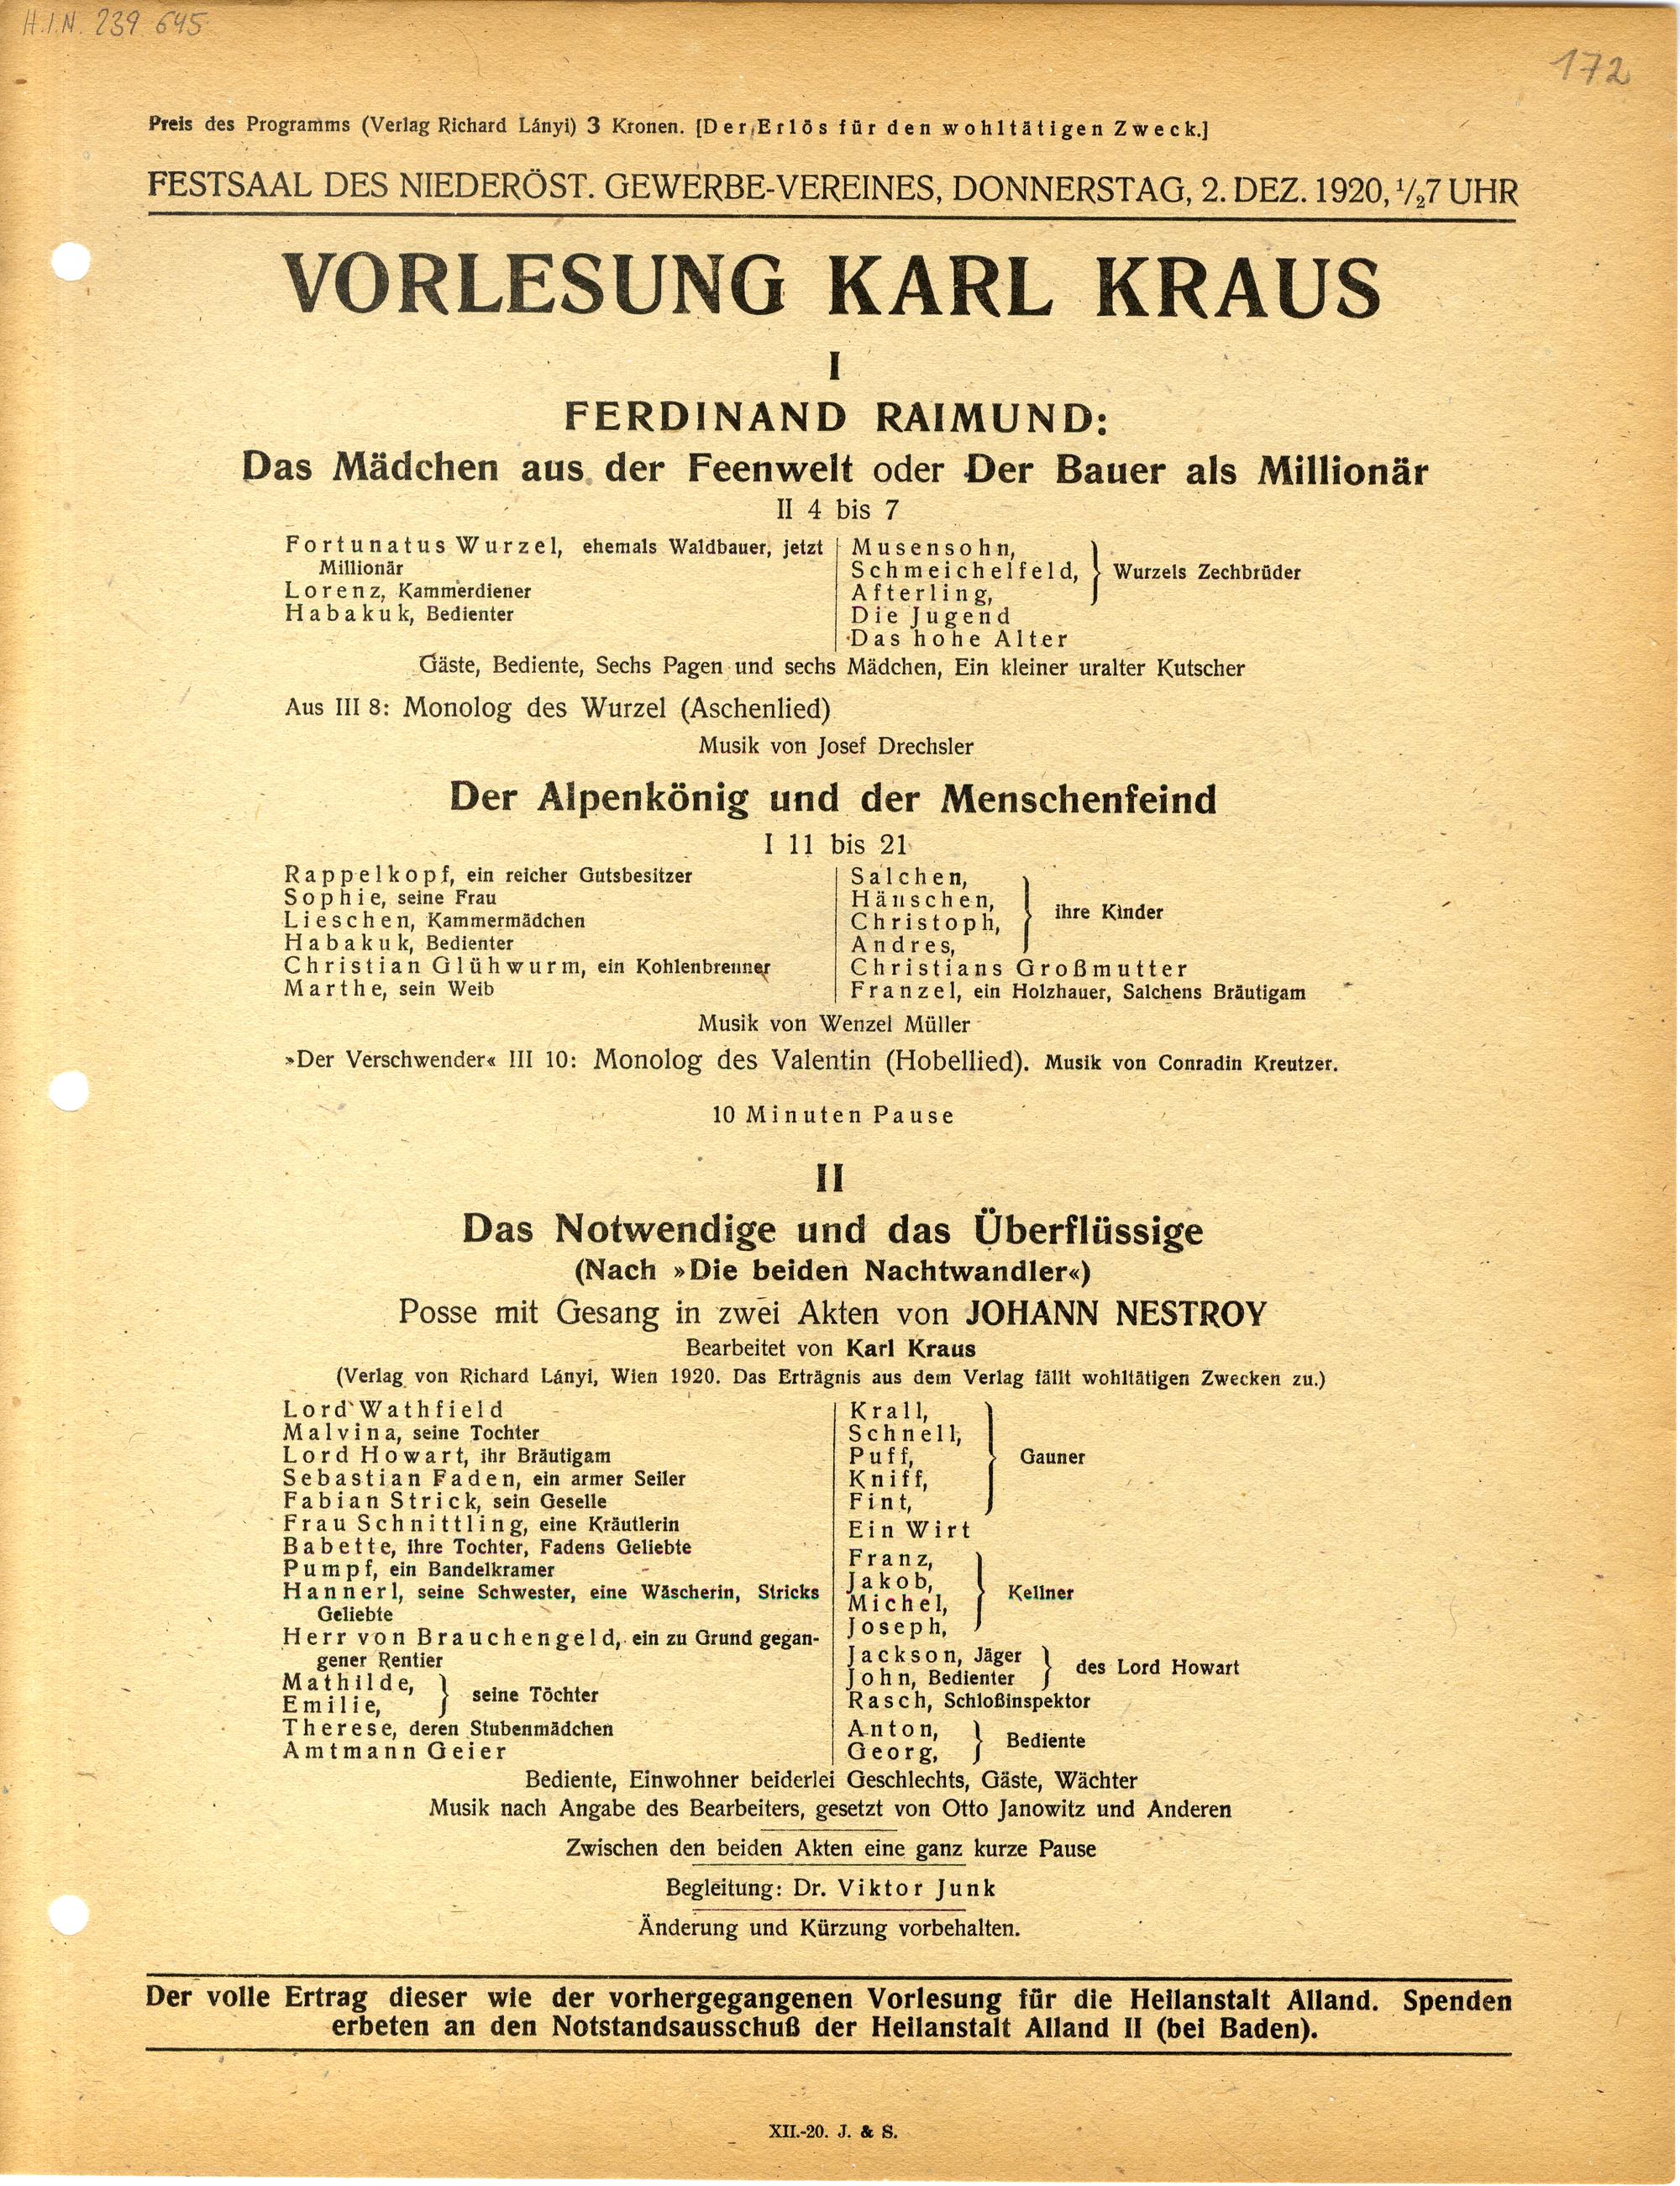 H.I.N. 239 645
172
Preis des Programms (Verlag Richard Lányi) 3 Kronen. [Der Erlös für den wohltätigen Zweck.]
FESTSAAL DES NIEDERÖST. GEWERBE-VEREINES, DONNERSTAG, 2. DEZ. 1920, ½7 UHR
VORLESUNG KARL KRAUS
I
FERDINAND RAIMUND:
Das Mädchen aus der Feenwelt oder Der Bauer als Millionär
II 4 bis 7
Fortunatus Wurzel, ehemals Waldbauer, jetzt
Millionär
Lorenz, Kammerdiener
Habakuk, Bedienter
Musensohn,
Schmeichelfeld, } Wurzels Zechbrüder
Afterling,
Die Jugend
Das hohe Alter
Gäste, Bediente, Sechs Pagen und sechs Mädchen, Ein kleiner uralter Kutscher
Aus III 8: Monolog des Wurzel (Aschenlied)
Musik von Josef Drechsler
Der Alpenkönig und der Menschenfeind
I 11 bis 21
Rappelkopf, ein reicher Gutsbesitzer
Sophie, seine Frau
Lieschen, Kammermädchen
Habakuk, Bedienter
Christian Glühwurm, ein Kohlenbrenner
Marthe, sein Weib
Salchen,
Hänschen,
Christoph, } ihre Kinder
Andres,
Christians Großmutter
Franzel, ein Holzhauer, Salchens Bräutigam
Musik von Wenzel Müller
»Der Verschwender« III 10: Monolog des Valentin (Hobellied). Musik von Conradin Kreutzer.
10 Minuten Pause
II
Das Notwendige und das Überflüssige
(Nach »Die beiden Nachtwandler«)
Posse mit Gesang in zwei Akten von JOHANN NESTROY
Bearbeitet von Karl Kraus
(Verlag von Richard Lányi, Wien 1920. Das Erträgnis aus dem Verlag fällt wohltätigen Zwecken zu.)
Lord Wathfield
Malvina, seine Tochter
Lord Howart, ihr Bräutigam
Sebastian Faden, ein armer Seiler
Fabian Strick, sein Geselle
Frau Schnittling, eine Kräutlerin
Babette, ihre Tochter, Fadens Geliebte
Pumpf, ein Bandelkramer
Hannerl, seine Schwester, eine Wäscherin, Stricks
Geliebte
Herr von Brauchengeld, ein zu Grund gegan-
gener Rentier
Mathilde,
Emilie, } seine Töchter
Therese, deren Stubenmädchen
Amtmann Geier
Krall,
Schnell,
Puff, } Gauner
Kniff,
Fint,
Ein Wirt
Franz,
Jakob,
Michel, } Kellner
Joseph,
Jackson, Jäger
John, Bedienter } des Lord Howart
Rasch, Schloßinspektor
Anton,
Georg, } Bediente
Bediente, Einwohner beiderlei Geschlechts, Gäste, Wächter
Musik nach Angabe des Bearbeiters, gesetzt von Otto Janowitz und Anderen
Zwischen den beiden Akten eine ganz kurze Pause
Begleitung: Dr. Viktor Junk
Änderung und Kürzung vorbehalten.
Der volle Ertrag dieser wie der vorhergegangenen Vorlesung für die Heilanstalt Alland. Spenden
erbeten an den Notstandsausschuß der Heilanstalt Alland II (bei Baden).
XII.-20. J. & S.